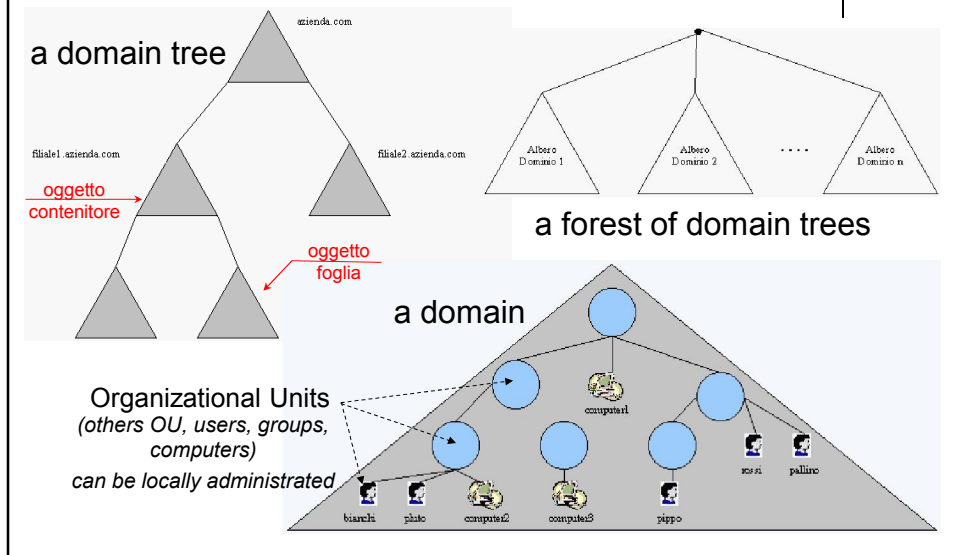 azienda.com
a domain tree
filiale1.azienda.com
filiale2.azienda.com
oggetto
contenitore
oggetto
foglia
Albero
Dominio 1
Albero
Dominio 2
. . . .
Albero
Dominio n
a forest of domain trees
a domain
Organizational Units
(others OU, users, groups,
computers)
can be locally administrated
computer1
rossi
pallino
bianchi
pluto
computer2
computer3
pippo